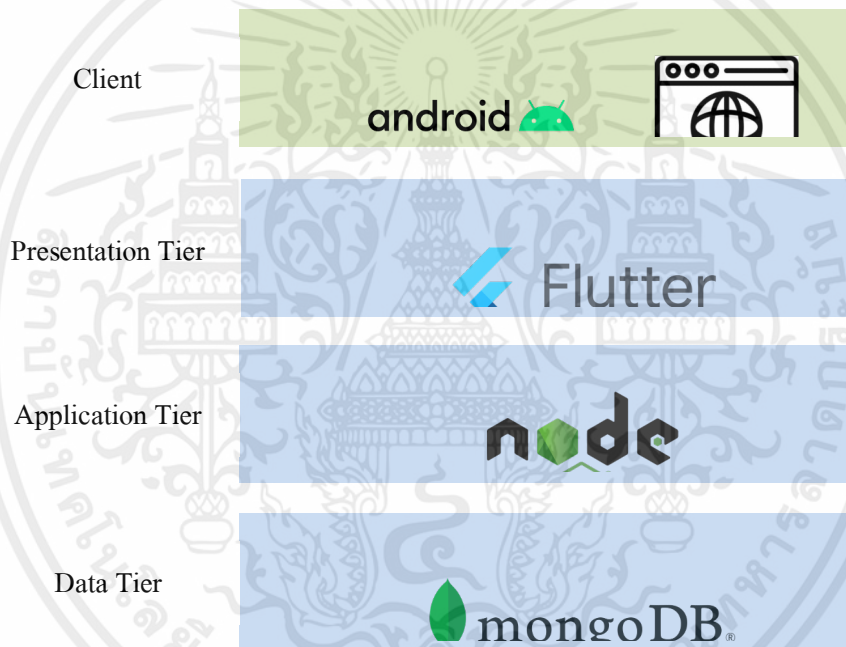 Client
android
Presentation Tier
Flutter
Application Tier
node
Data Tier
mongoDB®